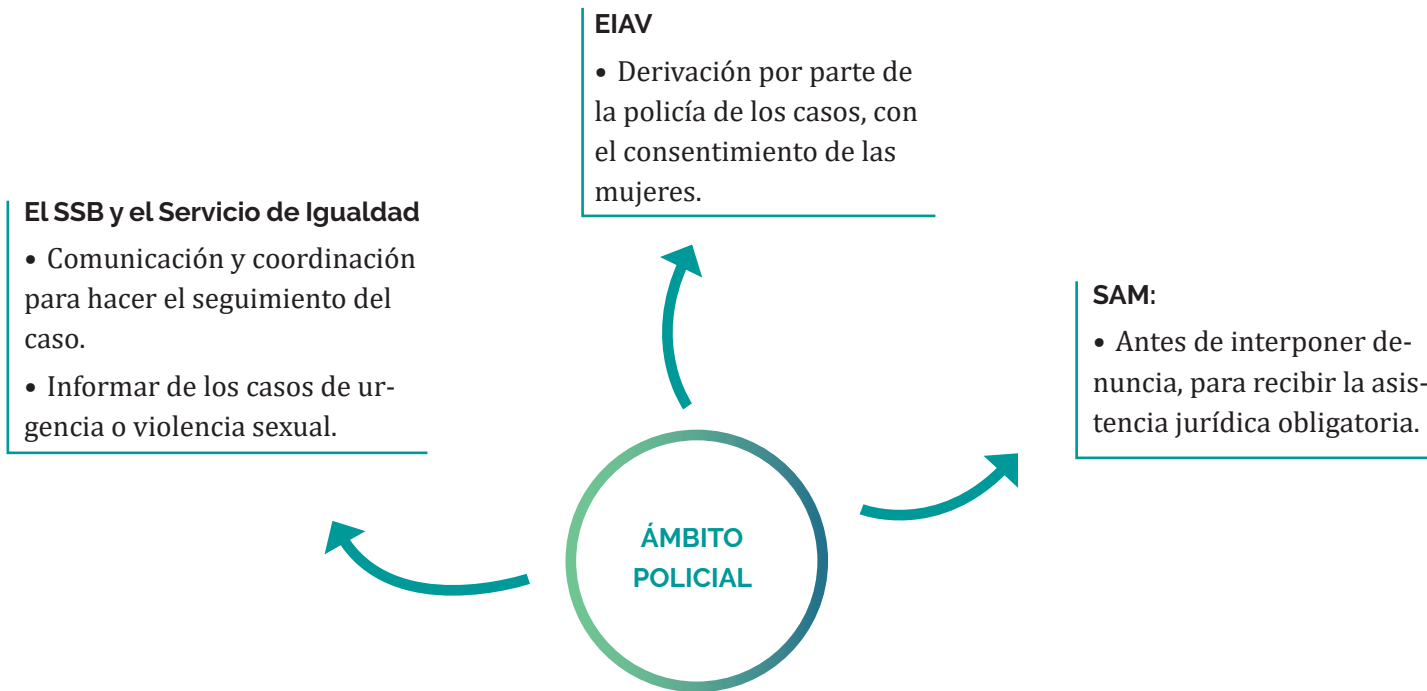 EIAV
• Derivación por parte de
la policía de los casos, con
el consentimiento de las
mujeres.
El SSB y el Servicio de Igualdad
• Comunicación y coordinación
para hacer el seguimiento del
caso.
• Informar de los casos de ur-
gencia o violencia sexual.
SAM:
• Antes de interponer de-
nuncia, para recibir la asis-
tencia jurídica obligatoria.
ÁMBITO
POLICIAL